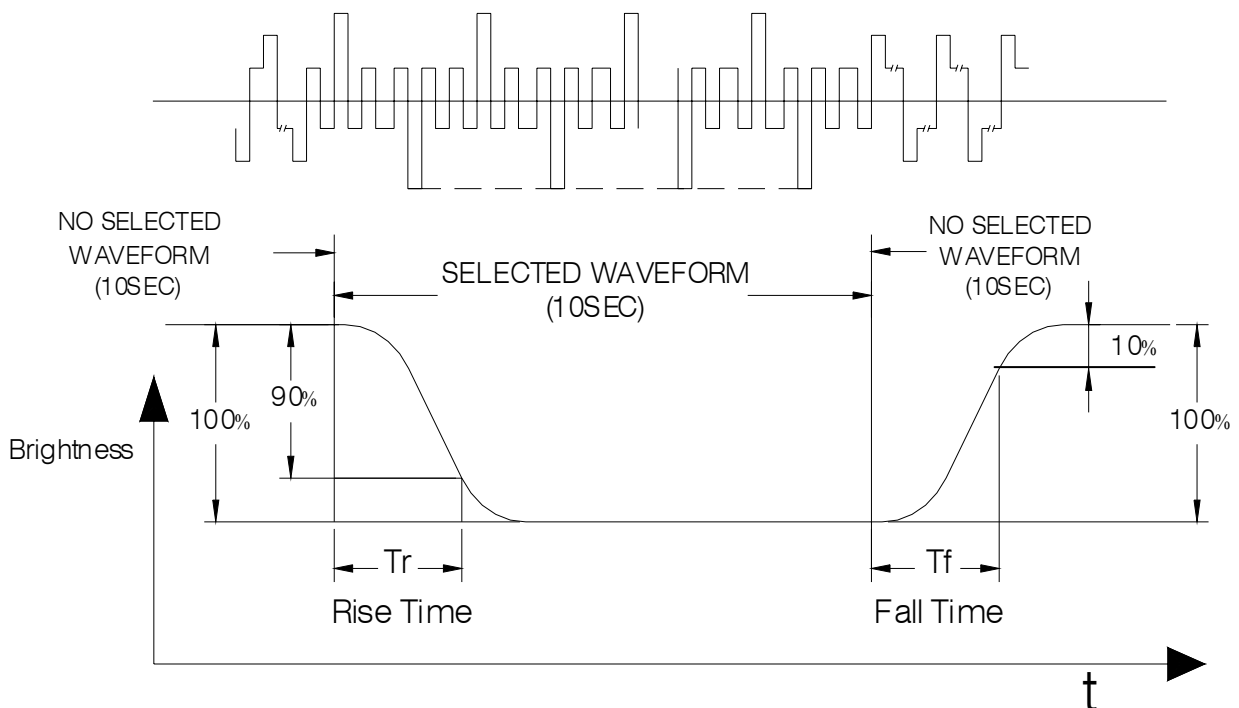 NO SELECTED
WAVEFORM
(10SEC)
SELECTED WAVEFORM
(10SEC)
NO SELECTED
WAVEFORM
(10SEC)
100%
90%
10%
100%
Brightness
Tr
Tf
Rise Time
Fall Time
t